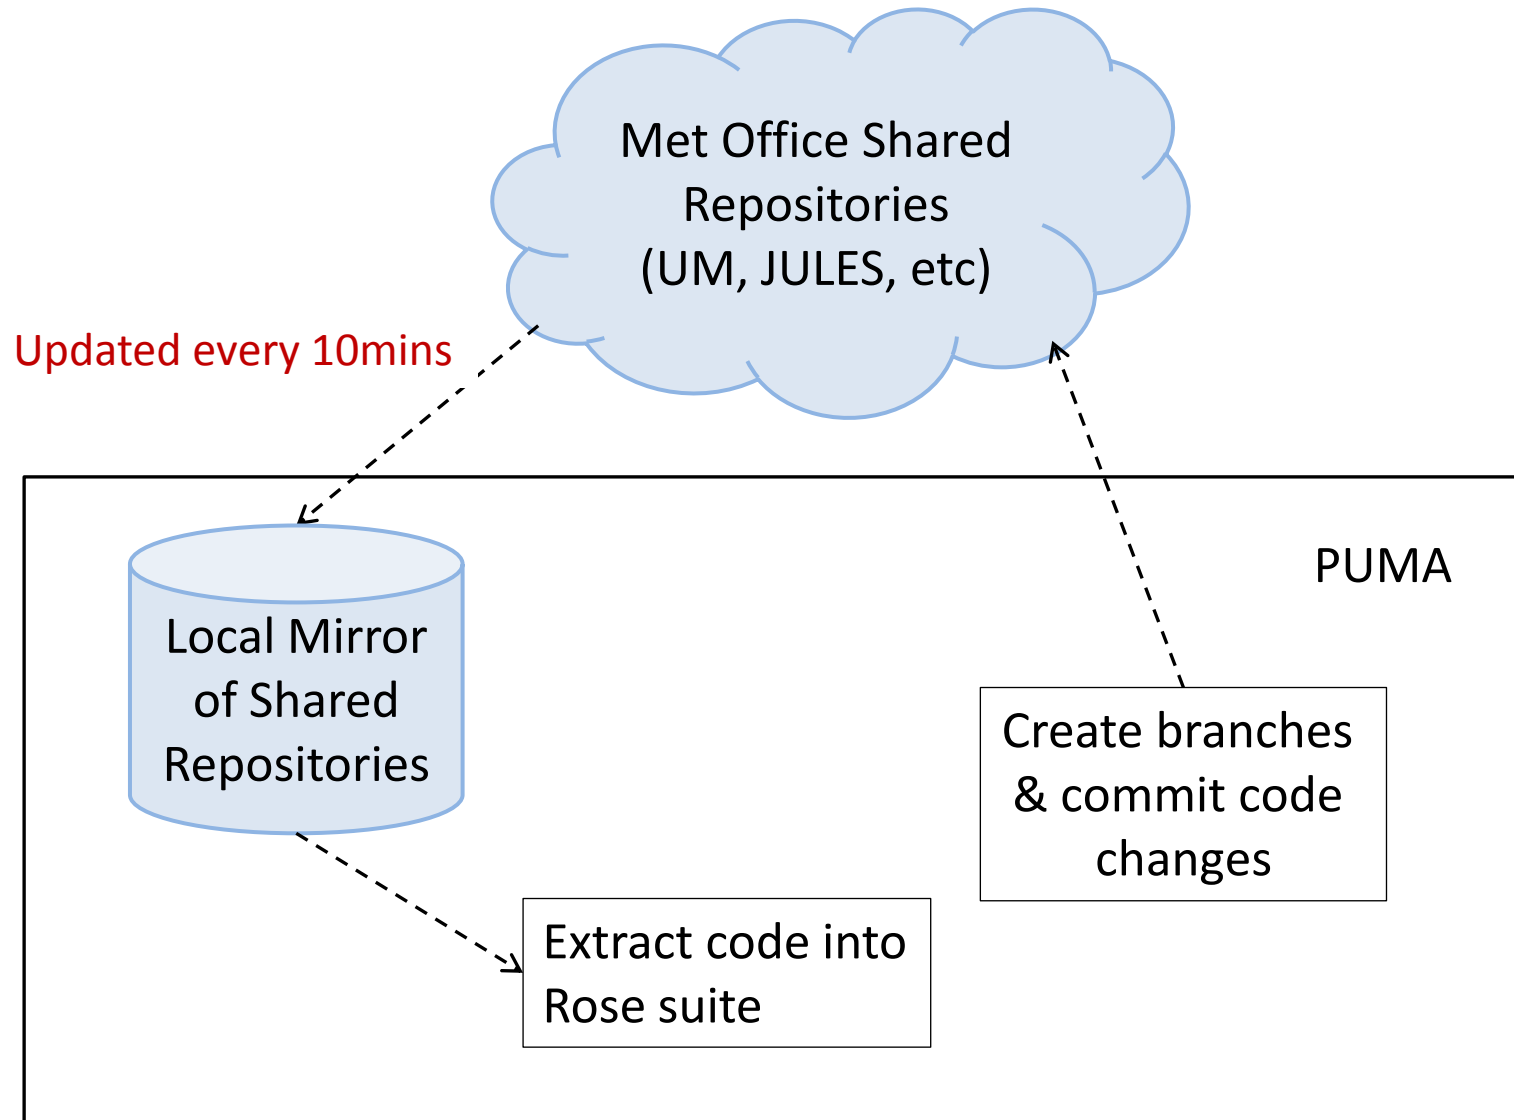 Met Office Shared
Repositories
(UM, JULES, etc)
Updated every 10mins
PUMA
Local Mirror
of Shared
Repositories
Create branches
& commit code
changes
Extract code into
Rose suite